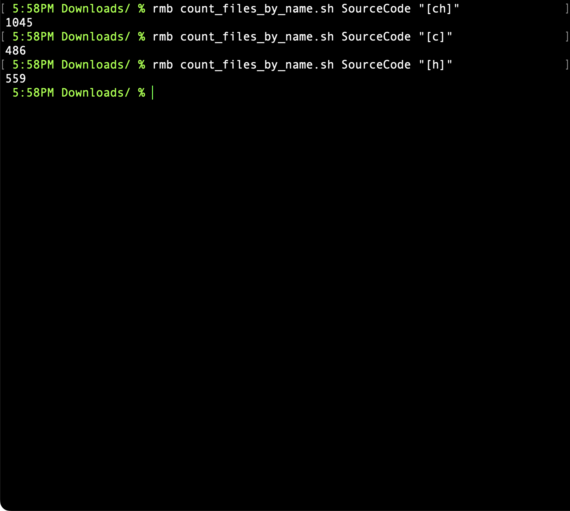 [ 5:58PM Downloads/ % rmb count_files_by_name.sh SourceCode "[ch]" ]
1045
[ 5:58PM Downloads/ % rmb count_files_by_name.sh SourceCode "[c]" ]
486
[ 5:58PM Downloads/ % rmb count_files_by_name.sh SourceCode "[h]" ]
559
5:58PM Downloads/ %